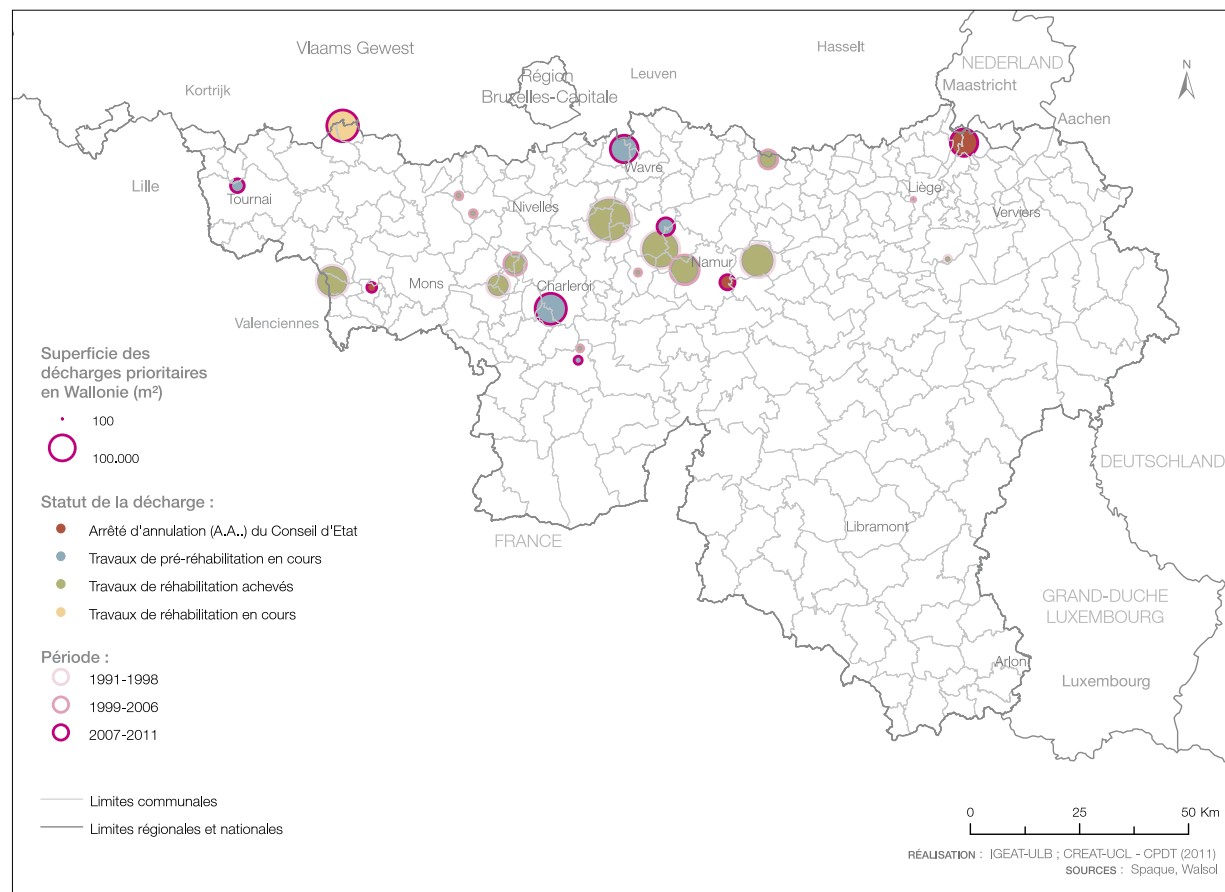 Vlaams Gewest
Hasselt
NEDERLAND
Maastricht
Région
Bruxelles-Capitale
Leuven
Kortrijk
N
Aachen
Lille
Tournai
Wavre
Nivelles
Liège
Verviers
Mons
Charleroi
Namur
Valenciennes
Superficie des
décharges prioritaires
en Wallonie (m²)
100
100.000
DEUTSCHLAND
Statut de la décharge :
Arrêté d'annulation (A.A..) du Conseil d'Etat
Travaux de pré-réhabilitation en cours
Travaux de réhabilitation achevés
Travaux de réhabilitation en cours
FRANCE
Libramont
GRAND-DUCHE
LUXEMBOURG
Arlon
Luxembourg
Période :
1991-1998
1999-2006
2007-2011
Limites communales
Limites régionales et nationales
0 25 50 Km
RÉALISATION : IGEAT-ULB ; CREAT-UCL - CPDT (2011)
SOURCES : Spaque, Walsol